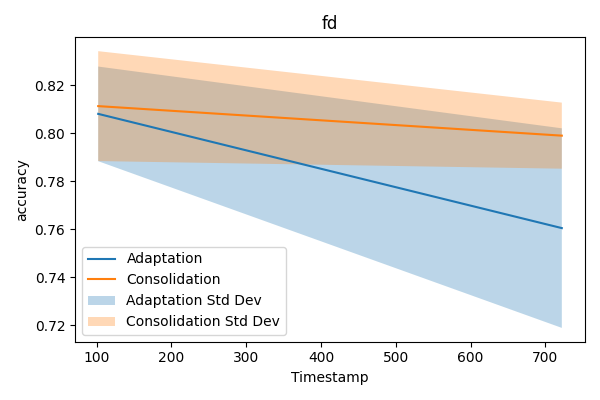 fd
accuracy
0.82
0.80
0.78
0.76
0.74
0.72
Adaptation
Consolidation
Adaptation Std Dev
Consolidation Std Dev
100 200 300 400 500 600 700
Timestamp